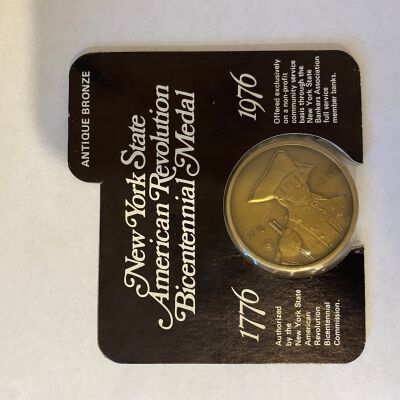 ANTIQUE BRONZE
New York State
American Revolution
Bicentennial Medal
1776
Authorized
by the
New York State
American
Revolution
Bicentennial
Commission.
1976
Offered exclusively
on a non-profit
community service
basis through the
New York State
Bankers Association
full service
member banks.